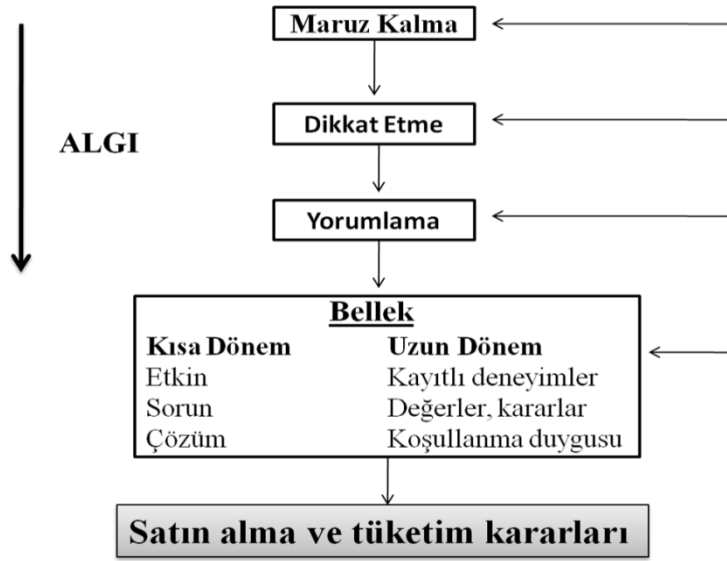 Maruz Kalma
Dikkat Etme
ALGI
Yorumlama
Bellek
Kısa Dönem Uzun Dönem
Etkin Kayıtlı deneyimler
Sorun Değerler, kararlar
Çözüm Koşullanma duygusu
Satın alma ve tüketim kararları